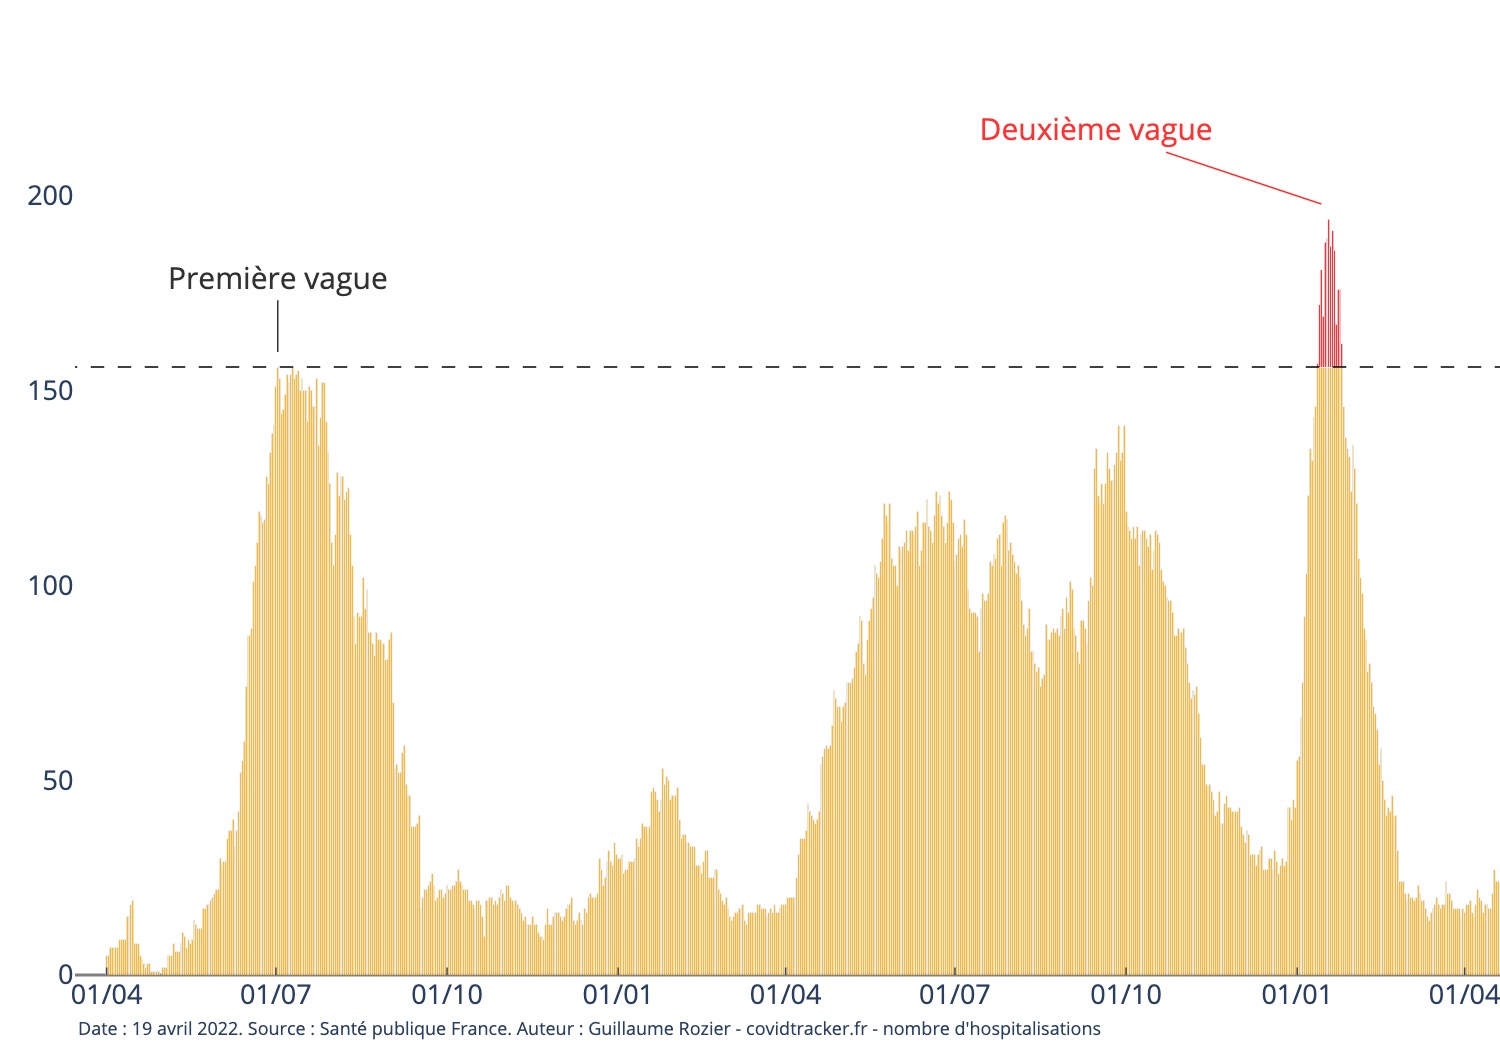 Deuxième vague
200
Première vague
150
100
50
0
01/04 01/07 01/10 01/01 01/04 01/07 01/10 01/01 01/04
Date : 19 avril 2022. Source : Santé publique France. Auteur : Guillaume Rozier - covidtracker.fr - nombre d'hospitalisations